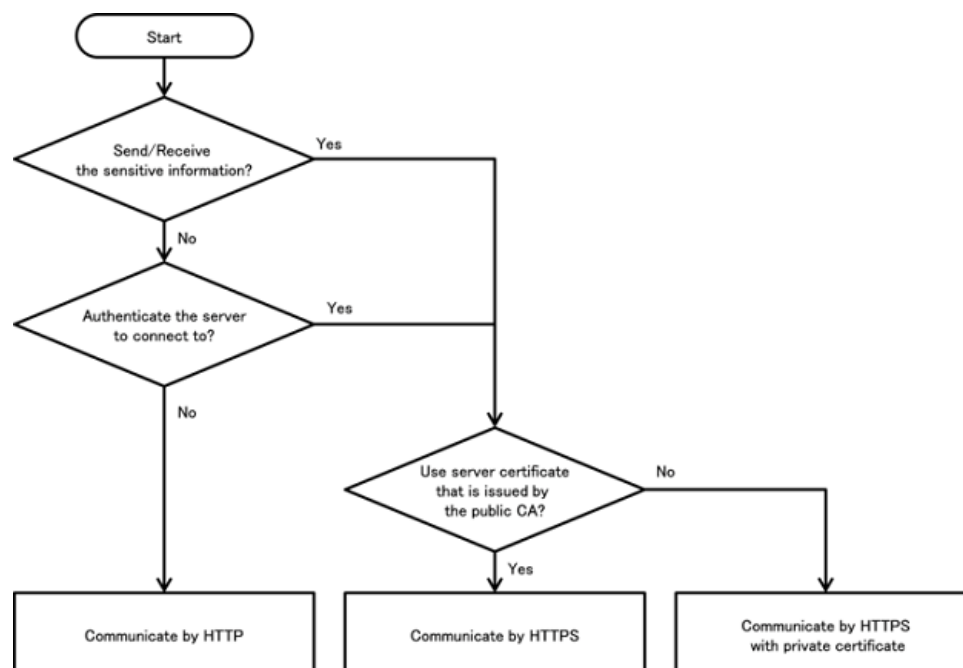 Start
Send/Receive
the sensitive information?
Yes
No
Authenticate the server
to connect to?
Yes
No
Use server certificate
that is issued by
the public CA?
No
Yes
Communicate by HTTP
Communicate by HTTPS
Communicate by HTTPS
with private certificate